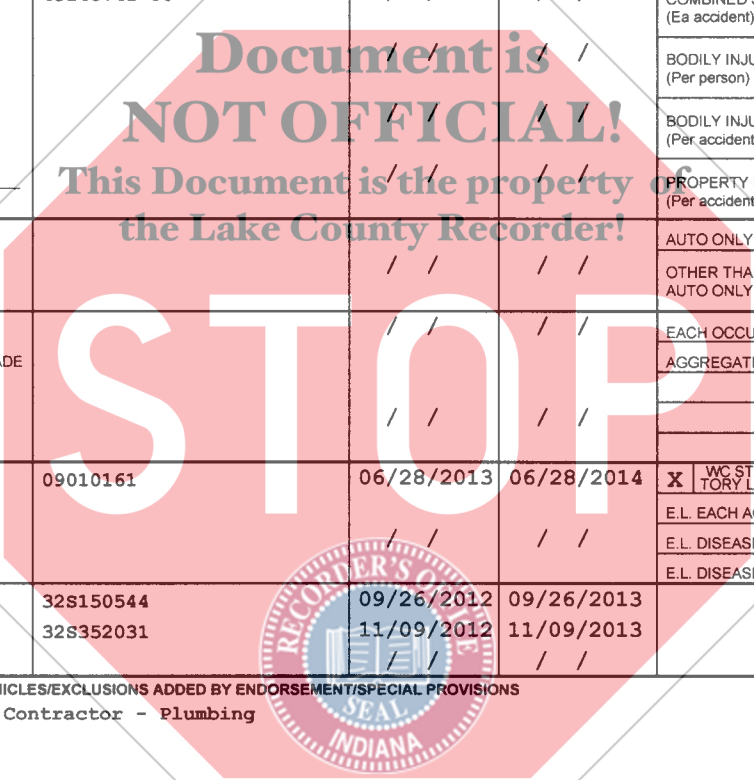 (Ea accident)
Document is
/ / / /
BODILY INJU
(Per person)
NOT OFFICIAL!
/ / / /
BODILY INJU
(Per accident
This Document is the property of
/ / / /
PROPERTY
(Per accident
the Lake County Recorder!
AUTO ONLY
/ / / /
OTHER THA
AUTO ONLY
/ / / /
EACH OCCU
ADE
AGGREGAT
STOP
/ / / /
09010161 06/28/2013 06/28/2014 X WC ST
TORY L
E.L. EACH A
/ / / /
E.L. DISEAS
E.L. DISEAS
32S150544 09/26/2012 09/26/2013
32S352031 11/09/2012 11/09/2013
/ / / /
RECORDER'S OFFICE
SEAL
INDIANA
HICLES/EXCLUSIONS ADDED BY ENDORSEMENT/SPECIAL PROVISIONS
Contractor - Plumbing